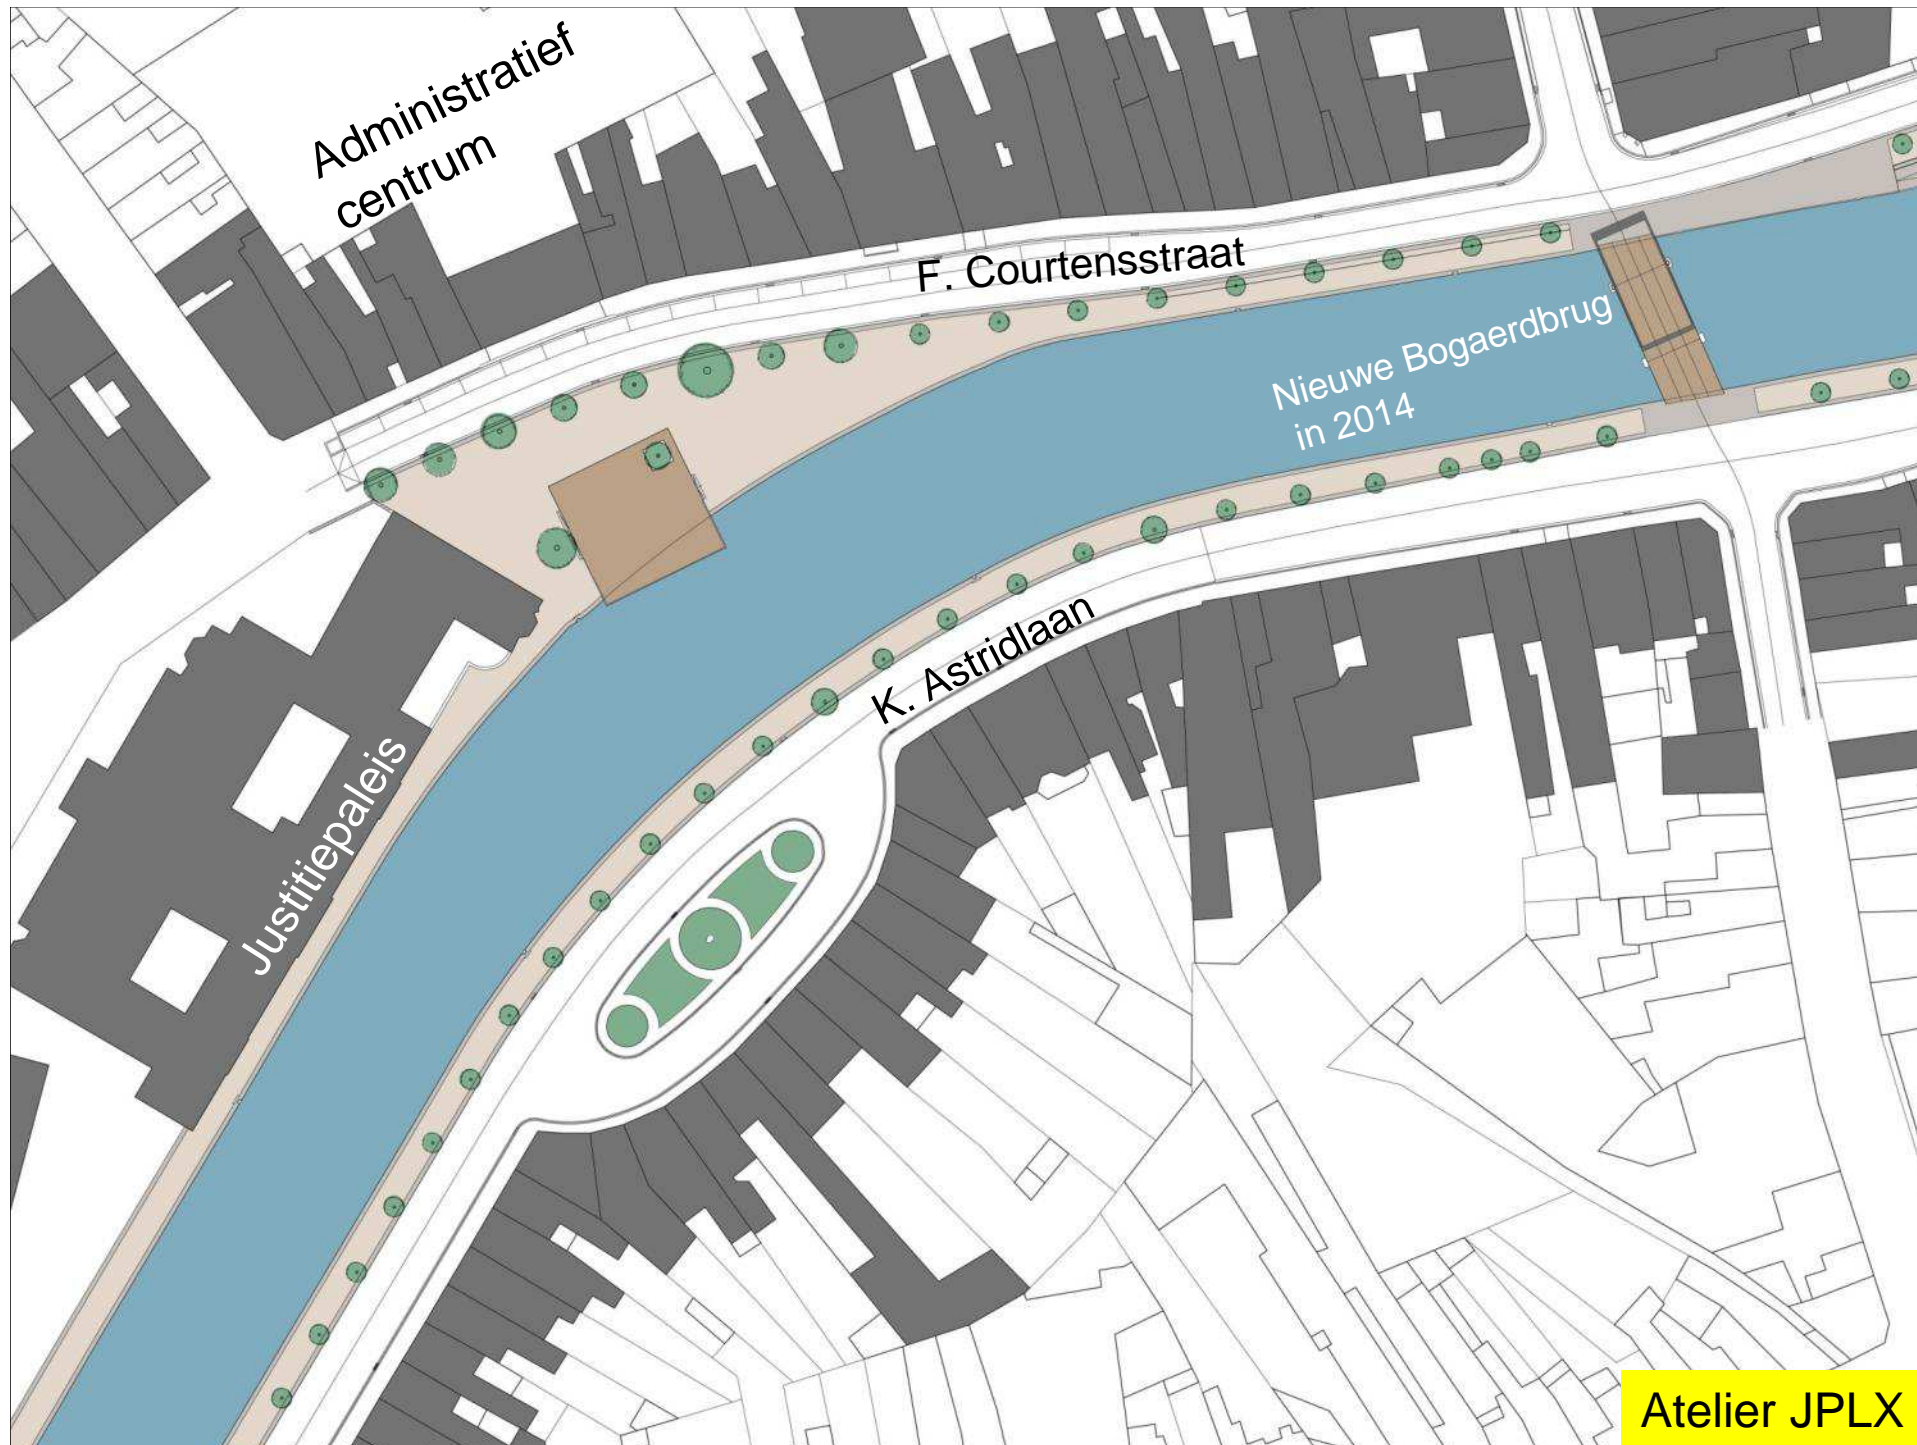 Administratief
centrum
F. Courtensstraat
Nieuwe Bogaerdbrug
in 2014
K. Astridlaan
Justitiepaleis
Atelier JPLX